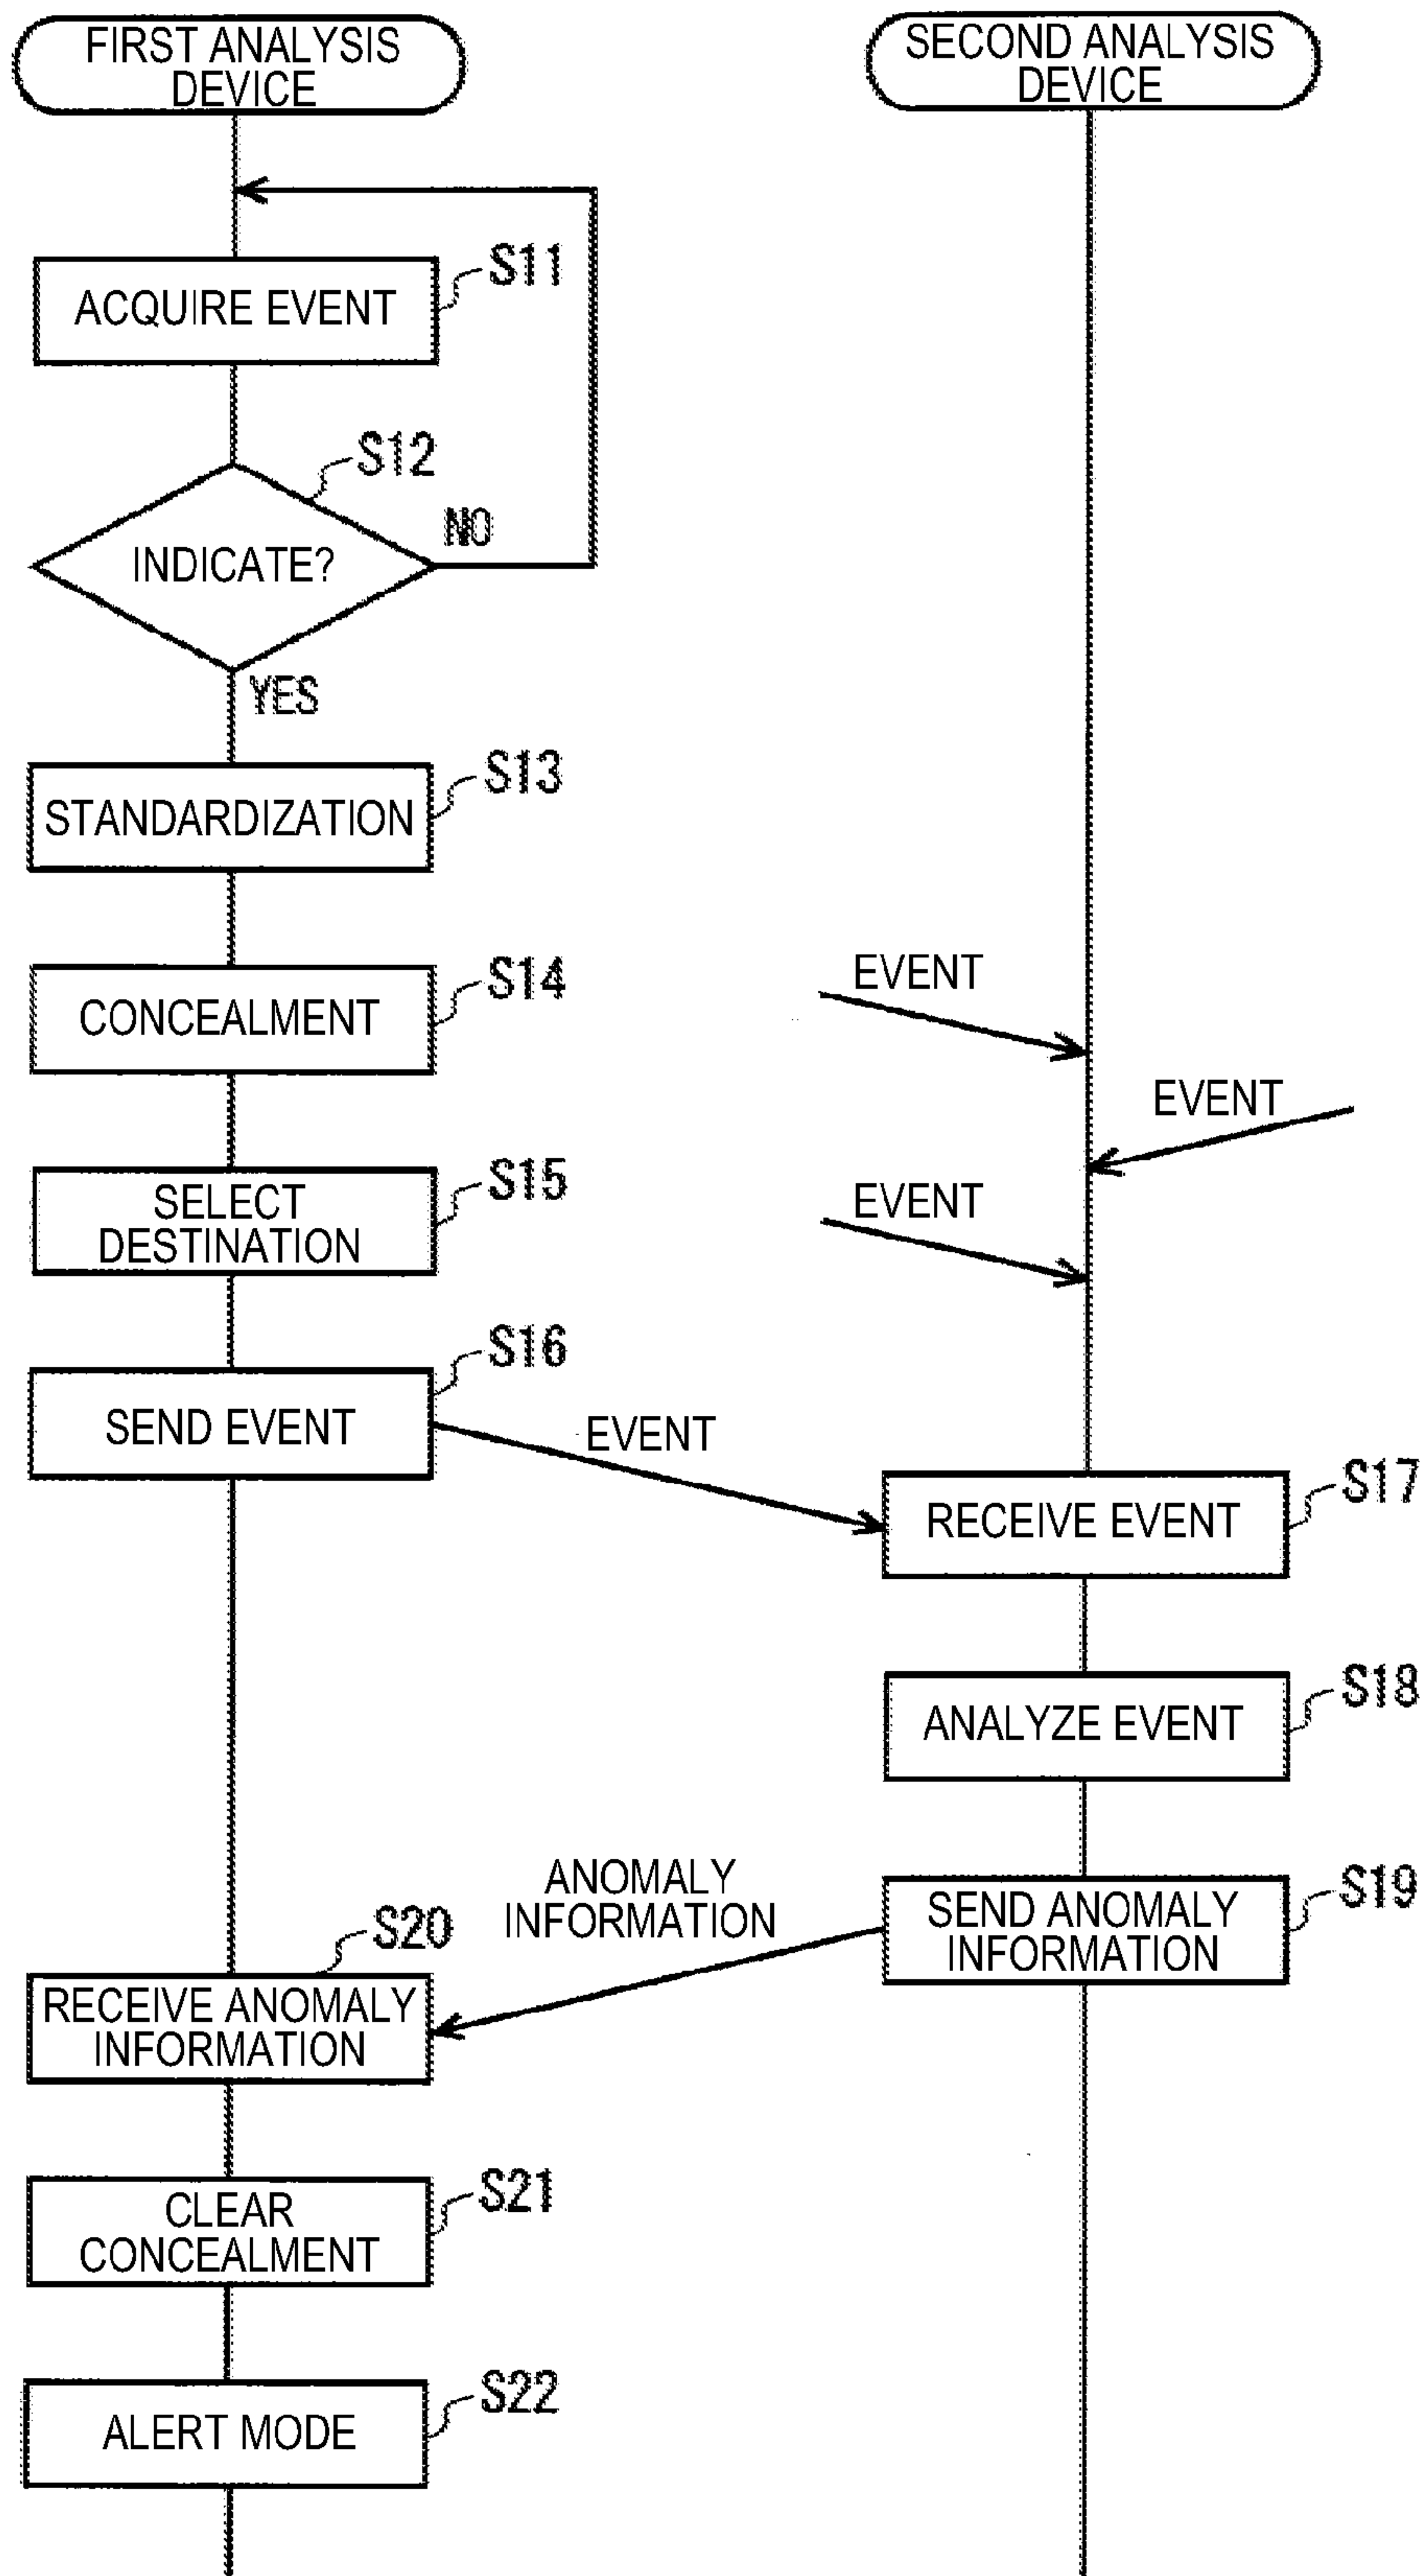 FIRST ANALYSIS
DEVICE
SECOND ANALYSIS
DEVICE
S11
ACQUIRE EVENT
S12
NO
INDICATE?
YES
S13
STANDARDIZATION
S14
CONCEALMENT
EVENT
EVENT
S15
SELECT
DESTINATION
EVENT
S16
SEND EVENT
EVENT
S17
RECEIVE EVENT
S18
ANALYZE EVENT
ANOMALY
INFORMATION
S19
SEND ANOMALY
INFORMATION
S20
RECEIVE ANOMALY
INFORMATION
S21
CLEAR
CONCEALMENT
S22
ALERT MODE